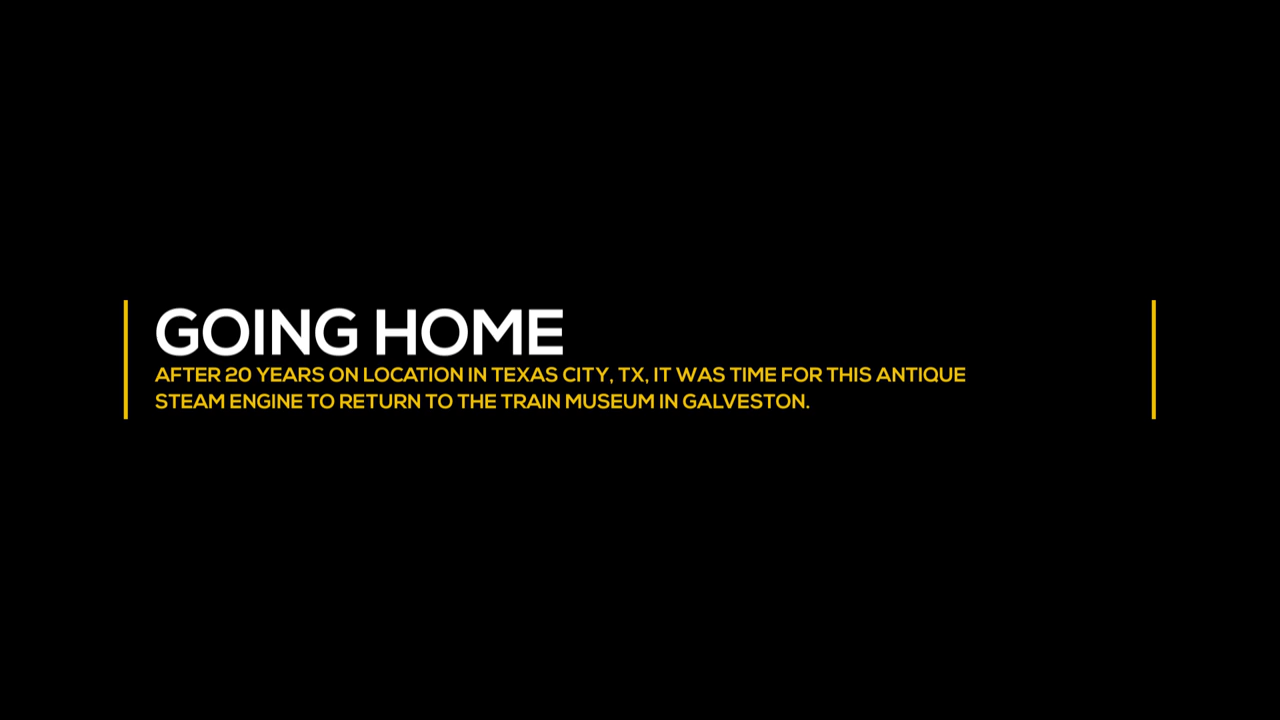 GOING HOME
AFTER 20 YEARS ON LOCATION IN TEXAS CITY, TX, IT WAS TIME FOR THIS ANTIQUE
STEAM ENGINE TO RETURN TO THE TRAIN MUSEUM IN GALVESTON.